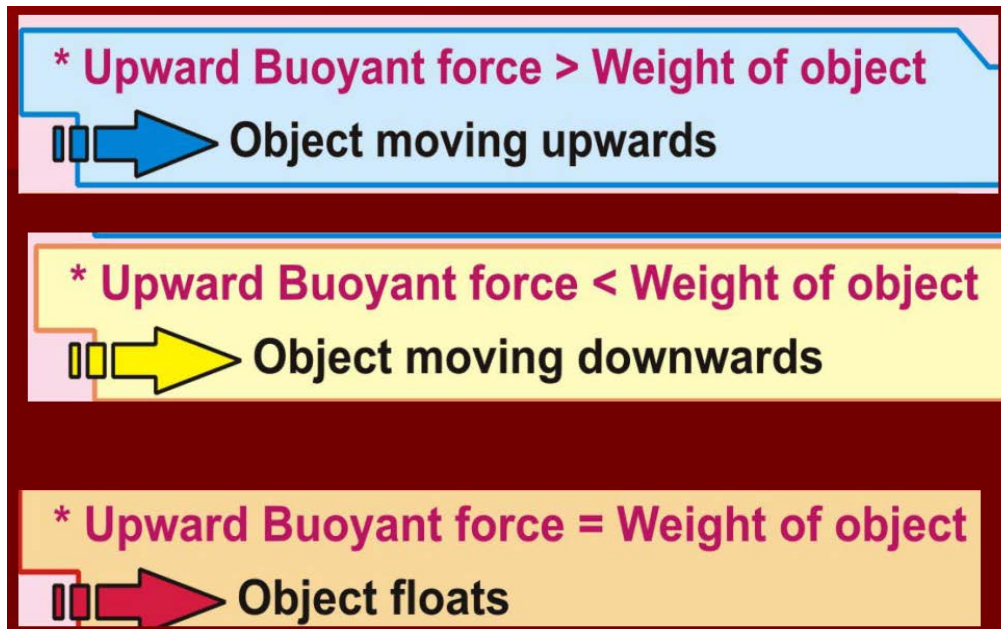 * Upward Buoyant force > Weight of object
Object moving upwards
* Upward Buoyant force < Weight of object
Object moving downwards
* Upward Buoyant force = Weight of object
Object floats